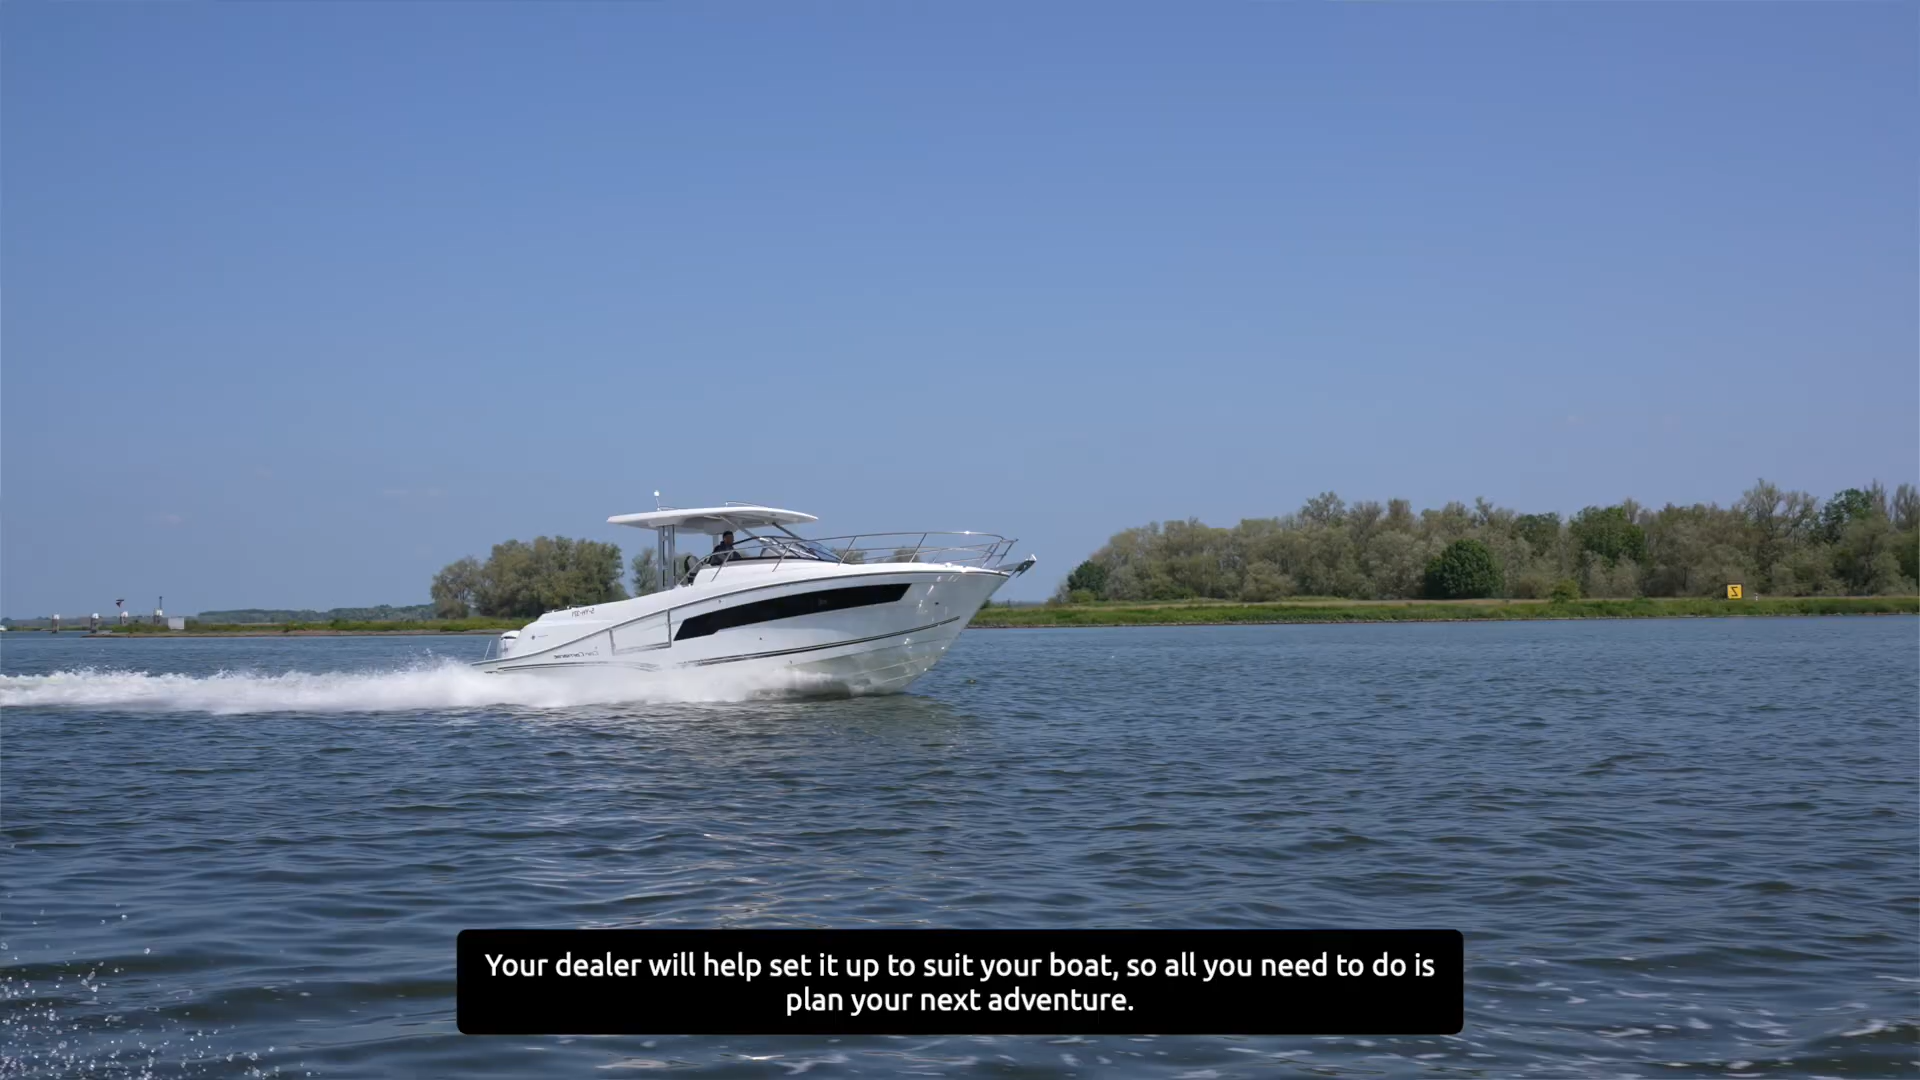 Your dealer will help set it up to suit your boat, so all you need to do is
plan your next adventure.